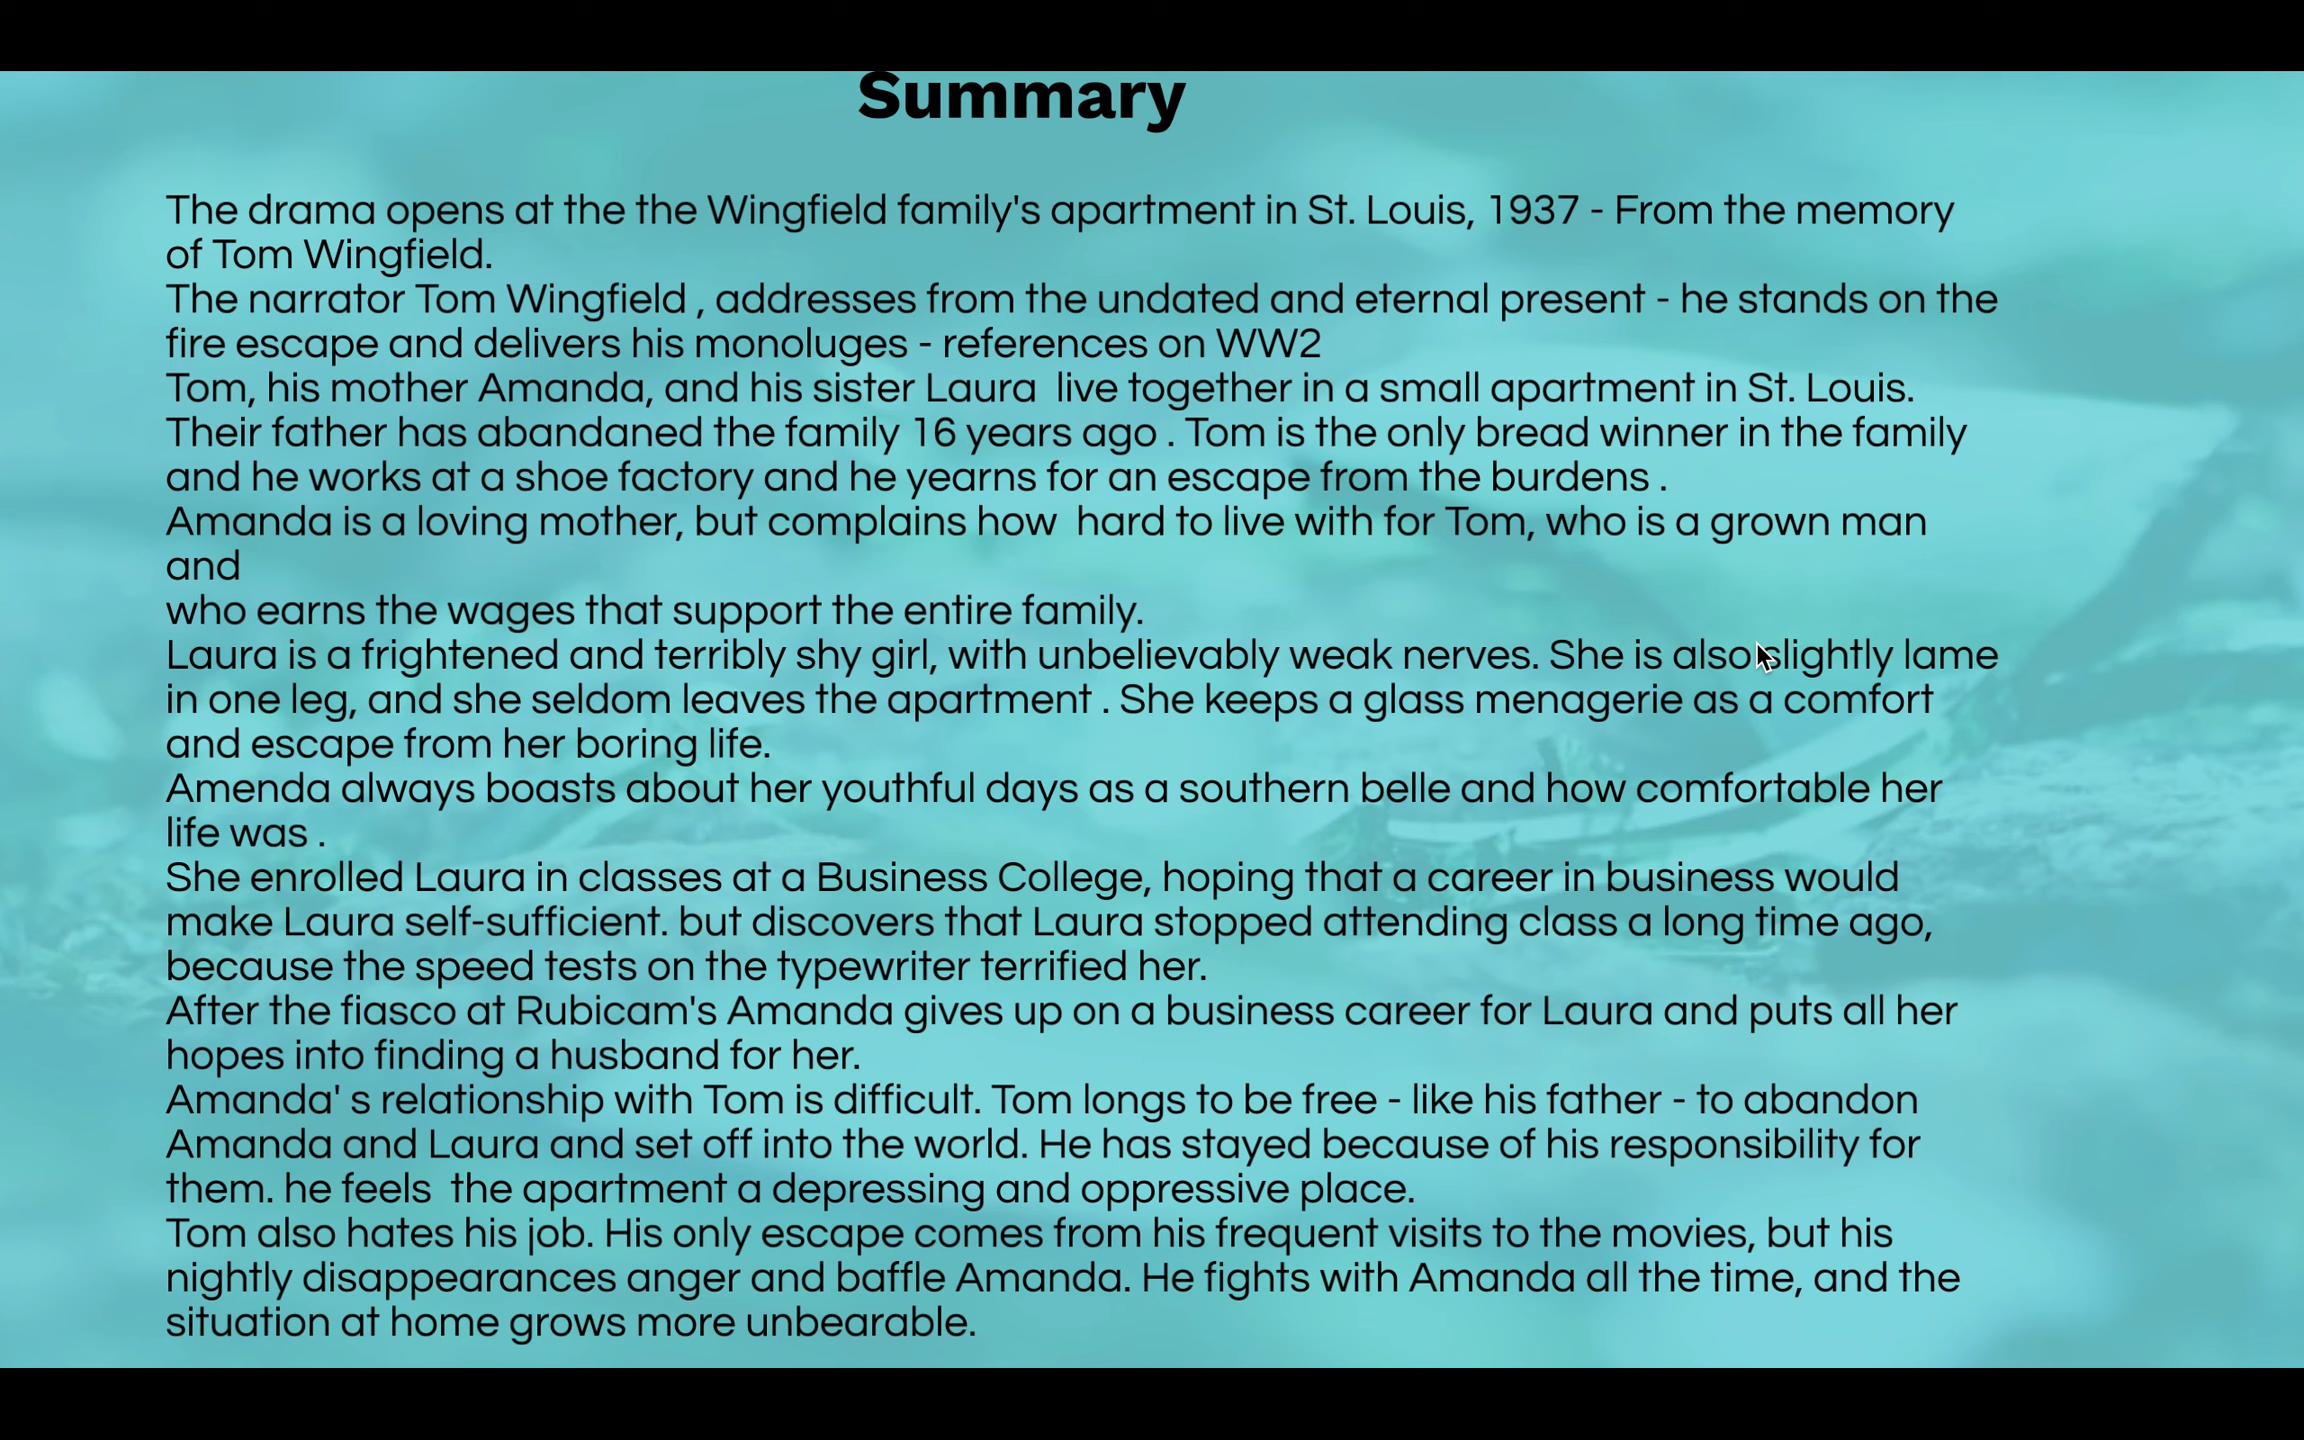 Summary
The drama opens at the the Wingfield family's apartment in St. Louis, 1937 - From the memory
of Tom Wingfield.
The narrator Tom Wingfield , addresses from the undated and eternal present - he stands on the
fire escape and delivers his monoluges - references on WW2
Tom, his mother Amanda, and his sister Laura  live together in a small apartment in St. Louis.
Their father has abandaned the family 16 years ago . Tom is the only bread winner in the family
and he works at a shoe factory and he yearns for an escape from the burdens .
Amanda is a loving mother, but complains how  hard to live with for Tom, who is a grown man
and
who earns the wages that support the entire family.
Laura is a frightened and terribly shy girl, with unbelievably weak nerves. She is also slightly lame
in one leg, and she seldom leaves the apartment . She keeps a glass menagerie as a comfort
and escape from her boring life.
Amenda always boasts about her youthful days as a southern belle and how comfortable her
life was .
She enrolled Laura in classes at a Business College, hoping that a career in business would
make Laura self-sufficient. but discovers that Laura stopped attending class a long time ago,
because the speed tests on the typewriter terrified her.
After the fiasco at Rubicam's Amanda gives up on a business career for Laura and puts all her
hopes into finding a husband for her.
Amanda' s relationship with Tom is difficult. Tom longs to be free - like his father - to abandon
Amanda and Laura and set off into the world. He has stayed because of his responsibility for
them. he feels  the apartment a depressing and oppressive place.
Tom also hates his job. His only escape comes from his frequent visits to the movies, but his
nightly disappearances anger and baffle Amanda. He fights with Amanda all the time, and the
situation at home grows more unbearable.